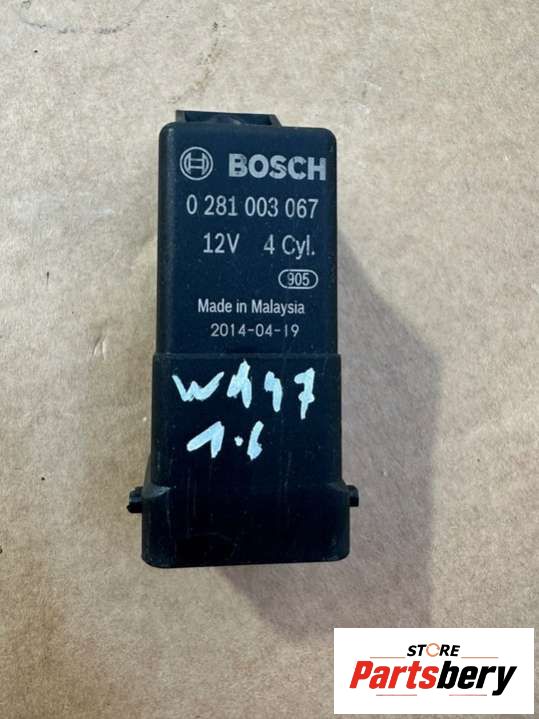 BOSCH
0 281 003 067
12V 4 Cyl.
905
Made in Malaysia
2014-04-19
W447
1.6
STORE
Partsbery